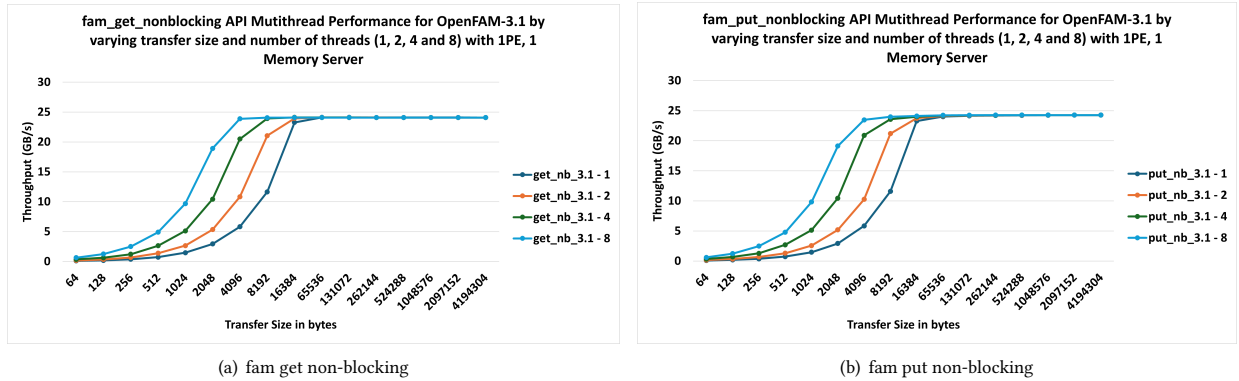 fam_get_nonblocking API Mutithread Performance for OpenFAM-3.1 by
varying transfer size and number of threads (1, 2, 4 and 8) with 1PE, 1
Memory Server
30
25
20
15
10
5
0
Throughput (GB/s)
64
128
256
512
1024
2048
4096
8192
16384
65536
131072
262144
524288
1048576
2097152
4194304
Transfer Size in bytes
get_nb_3.1 - 1
get_nb_3.1 - 2
get_nb_3.1 - 4
get_nb_3.1 - 8
(a) fam get non-blocking
fam_put_nonblocking API Mutithread Performance for OpenFAM-3.1 by
varying transfer size and number of threads (1, 2, 4 and 8) with 1PE, 1
Memory Server
30
25
20
15
10
5
0
Throughput (GB/s)
64
128
256
512
1024
2048
4096
8192
16384
65536
131072
262144
524288
1048576
2097152
4194304
Transfer Size in bytes
put_nb_3.1 - 1
put_nb_3.1 - 2
put_nb_3.1 - 4
put_nb_3.1 - 8
(b) fam put non-blocking